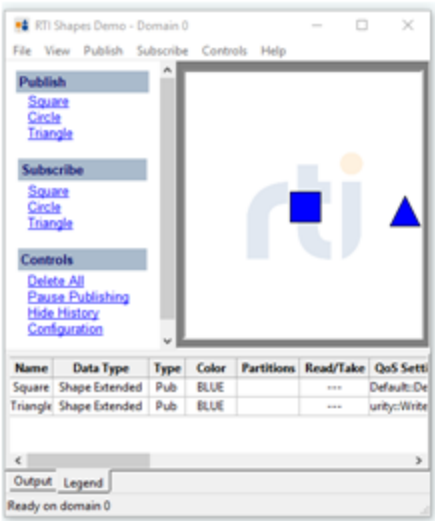 RTI Shapes Demo - Domain 0
File View Publish Subscribe Controls Help
Publish
Square
Circle
Triangle
Subscribe
Square
Circle
Triangle
Controls
Delete All
Pause Publishing
Hide History
Configuration
rti
Name Data Type Type Color Partitions Read/Take QoS Setti
Square Shape Extended Pub BLUE --- Default::De
Triangle Shape Extended Pub BLUE --- urity::Write
Output Legend
Ready on domain 0